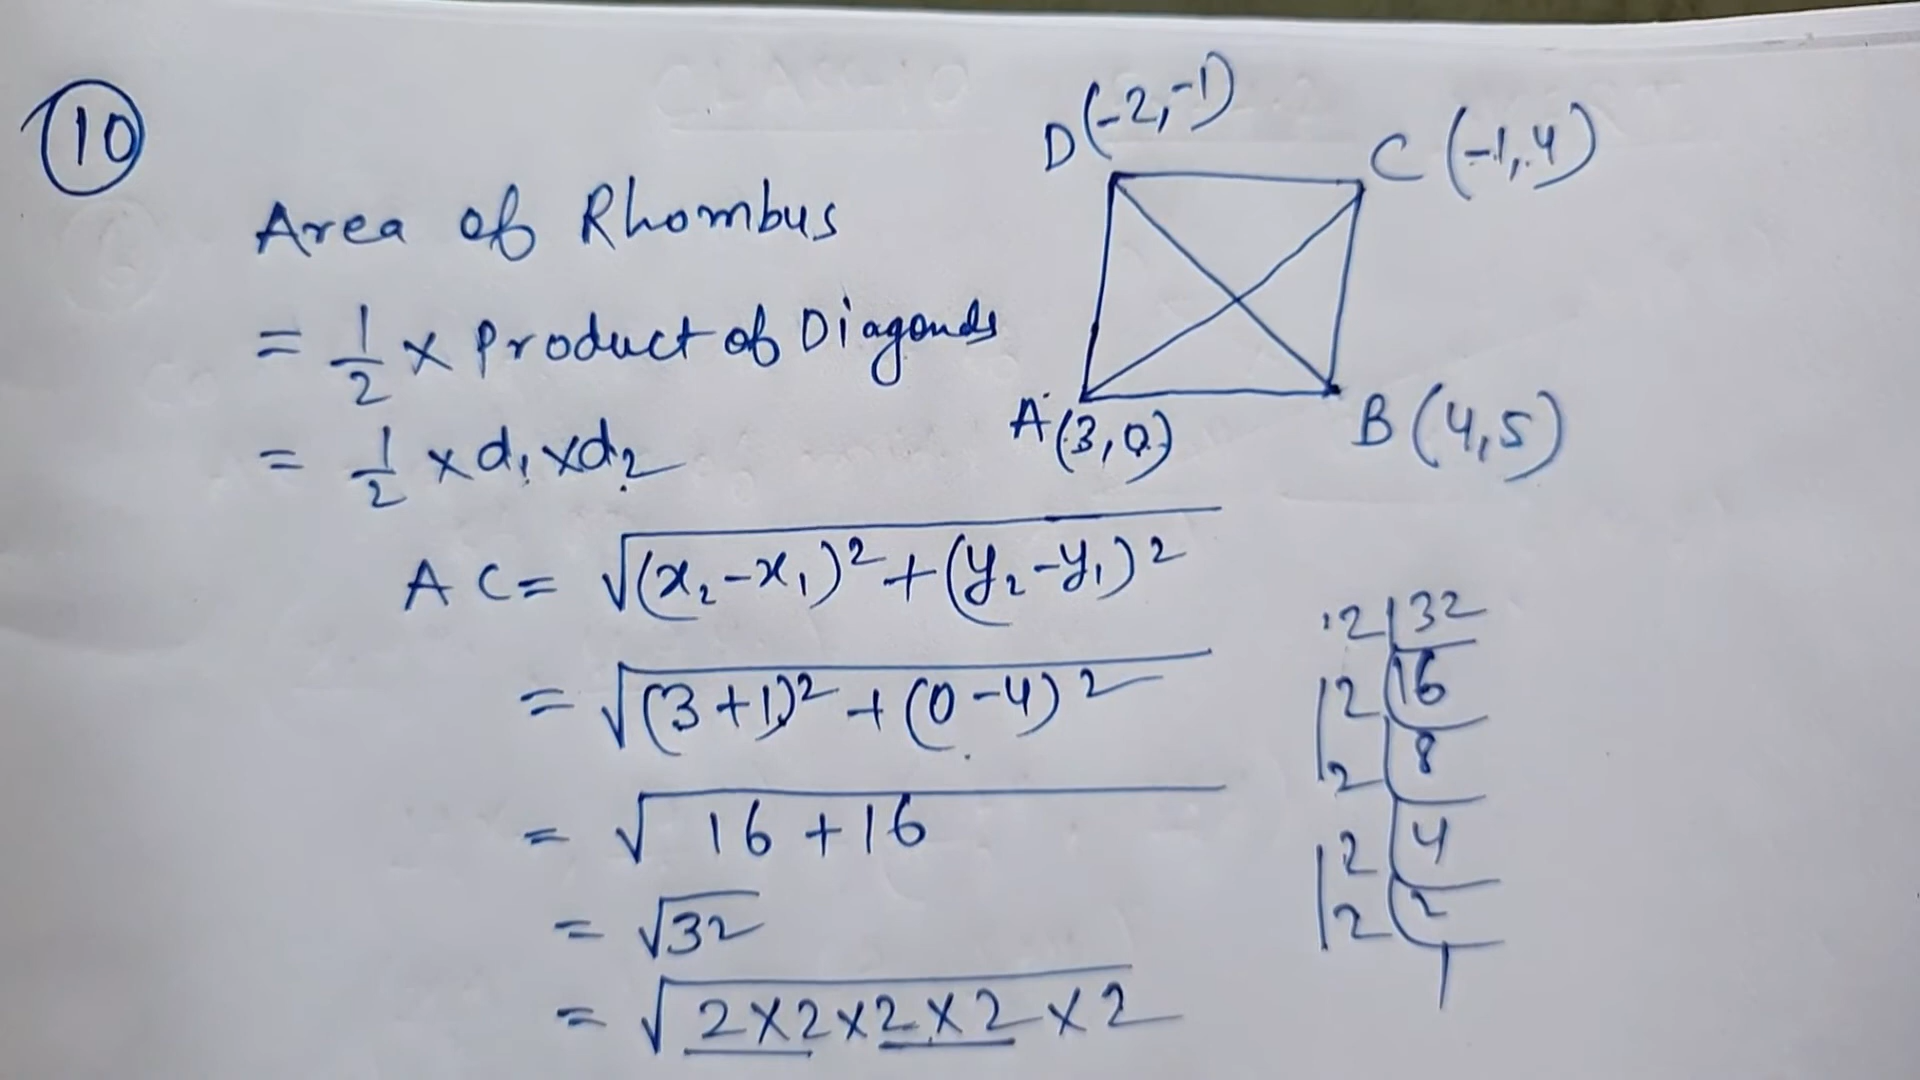 10
D(-2,-1)
C (-1,4)
Area of Rhombus
= 1/2 × Product of Diagonals
A(3,0)
B (4,5)
= 1/2 × d₁ × d₂
AC = √(x₂-x₁)² + (y₂-y₁)²
= √(3+1)² + (0-4)²
= √16+16
= √32
= √2×2×2×2×2
2 | 32
2 | 16
2 | 8
2 | 4
2 | 2
1